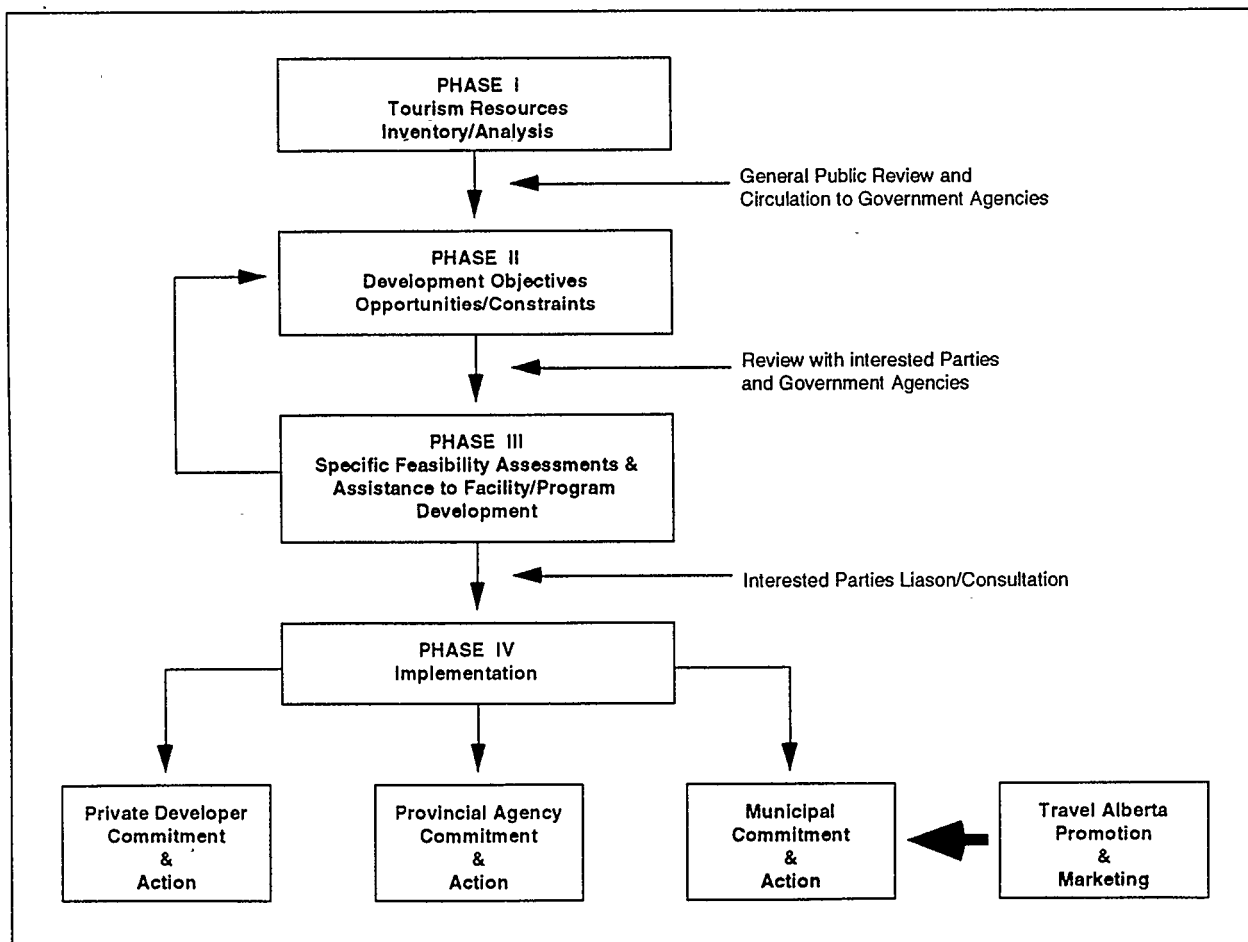 PHASE I
Tourism Resources
Inventory/Analysis
General Public Review and
Circulation to Government Agencies
PHASE II
Development Objectives
Opportunities/Constraints
Review with interested Parties
and Government Agencies
PHASE III
Specific Feasibility Assessments &
Assistance to Facility/Program
Development
Interested Parties Liason/Consultation
PHASE IV
Implementation
Private Developer
Commitment
&
Action
Provincial Agency
Commitment
&
Action
Municipal
Commitment
&
Action
Travel Alberta
Promotion
&
Marketing